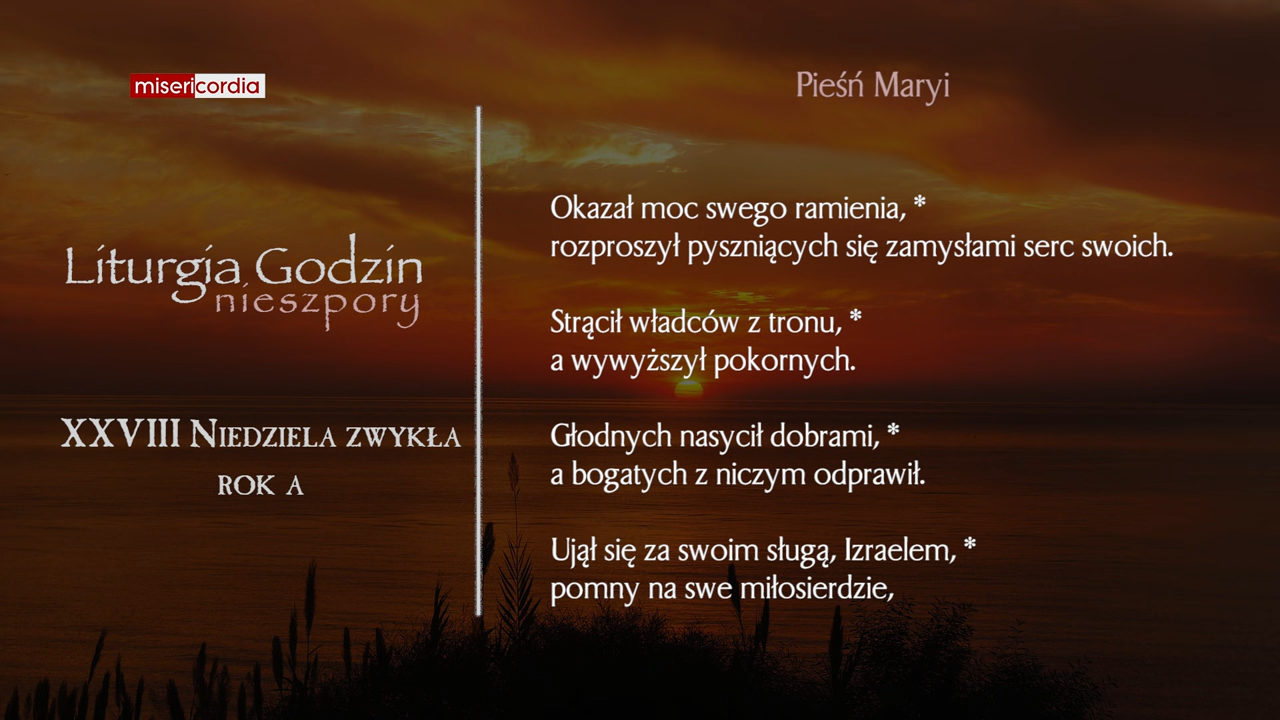 misericordia
Liturgia Godzin
nieszpory
XXVIII Niedziela zwykła
rok a
Pieśń Maryi
Okazał moc swego ramienia, *
rozproszył pyszniących się zamysłami serc swoich.
Strącił władców z tronu, *
a wywyższył pokornych.
Głodnych nasycił dobrami, *
a bogatych z niczym odprawił.
Ujął się za swoim sługą, Izraelem, *
pomny na swe miłosierdzie,